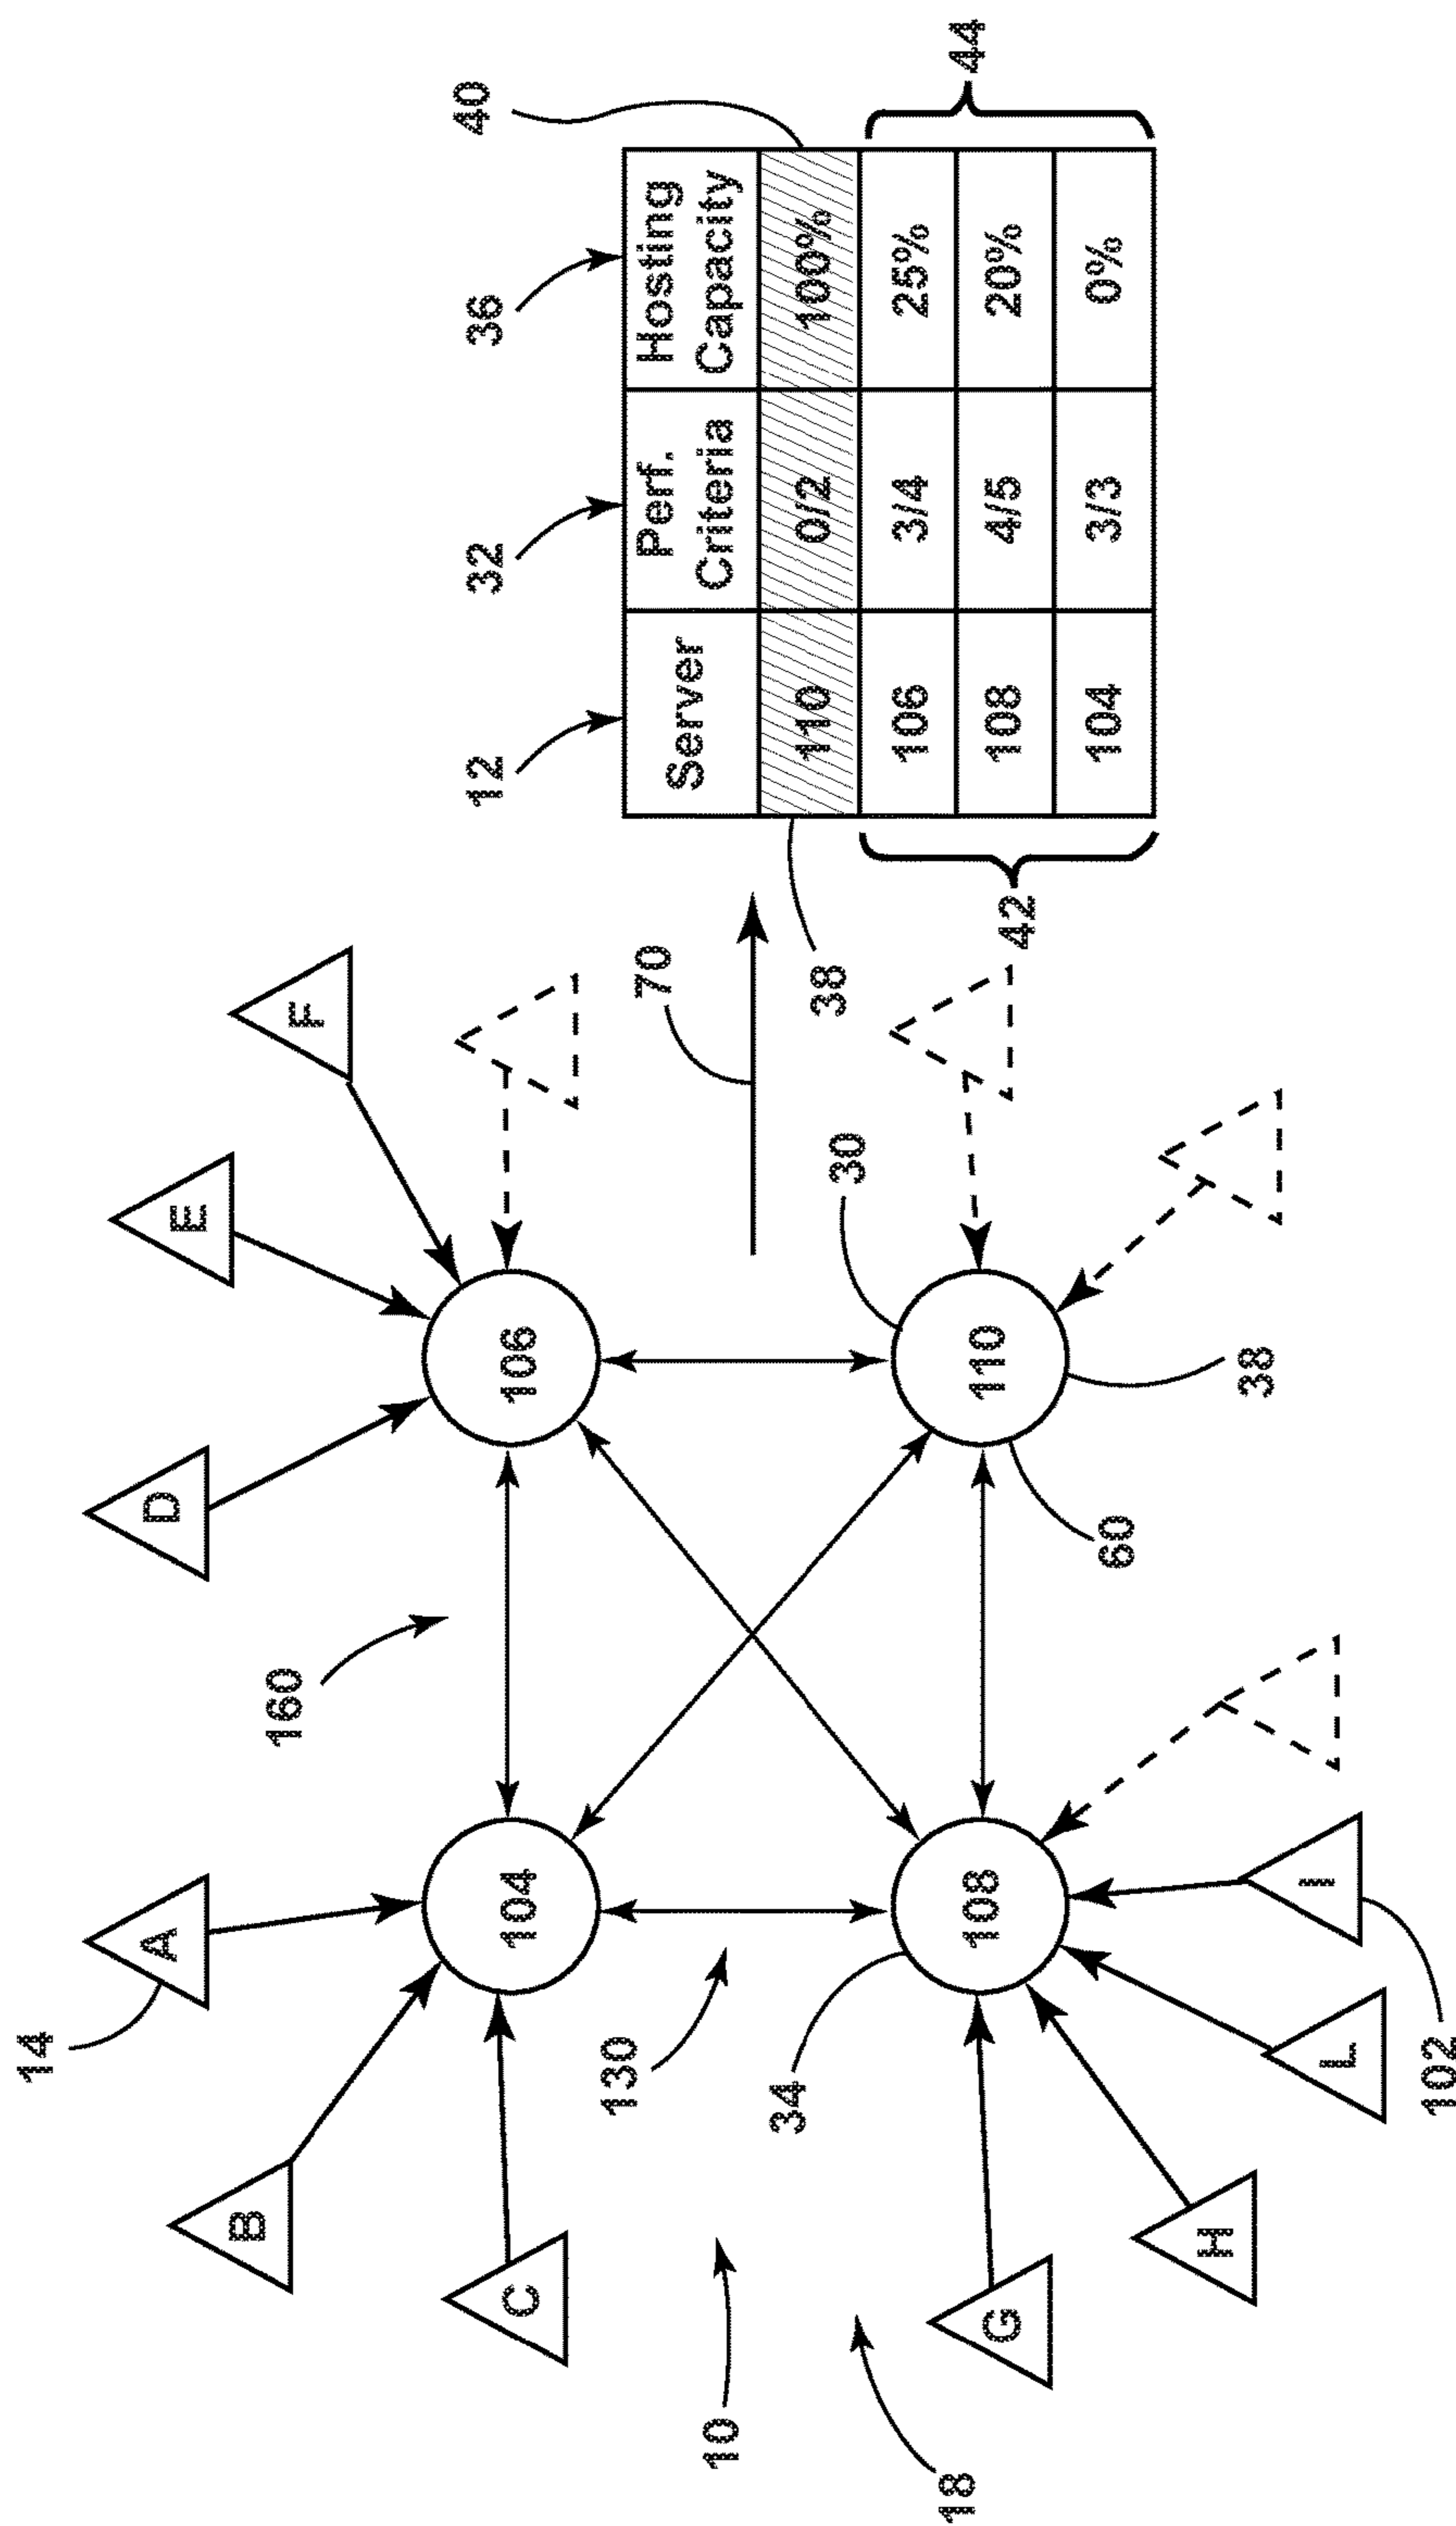 14
A
B
C
D
E
F
160
104
106
130
10
18
34
108
110
30
60
38
G
H
L
I
102
70
38
42
12
32
36
40
44
Server
Perf. Criteria
Hosting Capacity
110
0/2
100%
106
3/4
25%
108
4/5
20%
104
3/3
0%